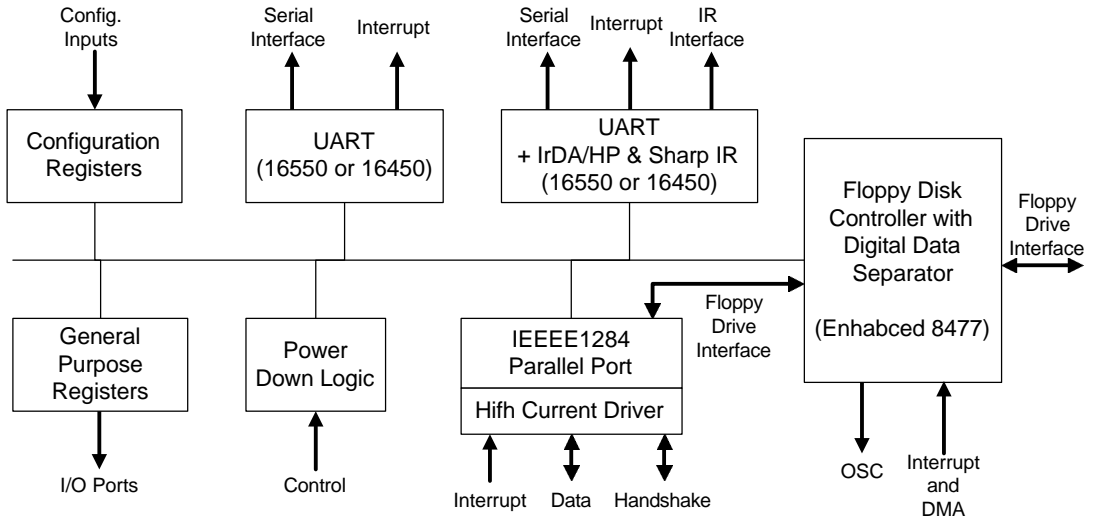 Config.
Inputs
Serial
Interface
Interrupt
Serial
Interface
Interrupt
IR
Interface
Configuration
Registers
UART
(16550 or 16450)
UART
+ IrDA/HP & Sharp IR
(16550 or 16450)
Floppy Disk
Controller with
Digital Data
Separator
(Enhabced 8477)
Floppy
Drive
Interface
General
Purpose
Registers
Power
Down Logic
IEEEE1284
Parallel Port
Hifh Current Driver
Floppy
Drive
Interface
I/O Ports
Control
Interrupt
Data
Handshake
OSC
Interrupt
and
DMA